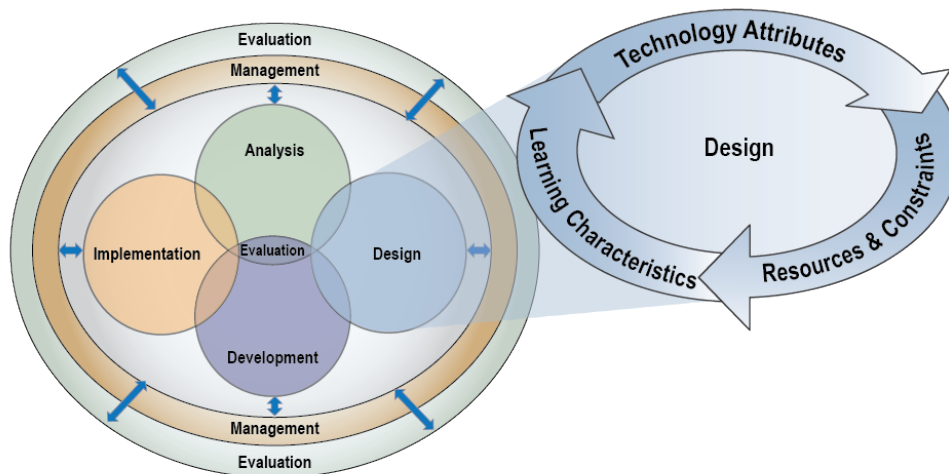 Evaluation
Management
Analysis
Implementation
Evaluation
Design
Development
Management
Evaluation
Technology Attributes
Design
Learning Characteristics
Resources & Constraints